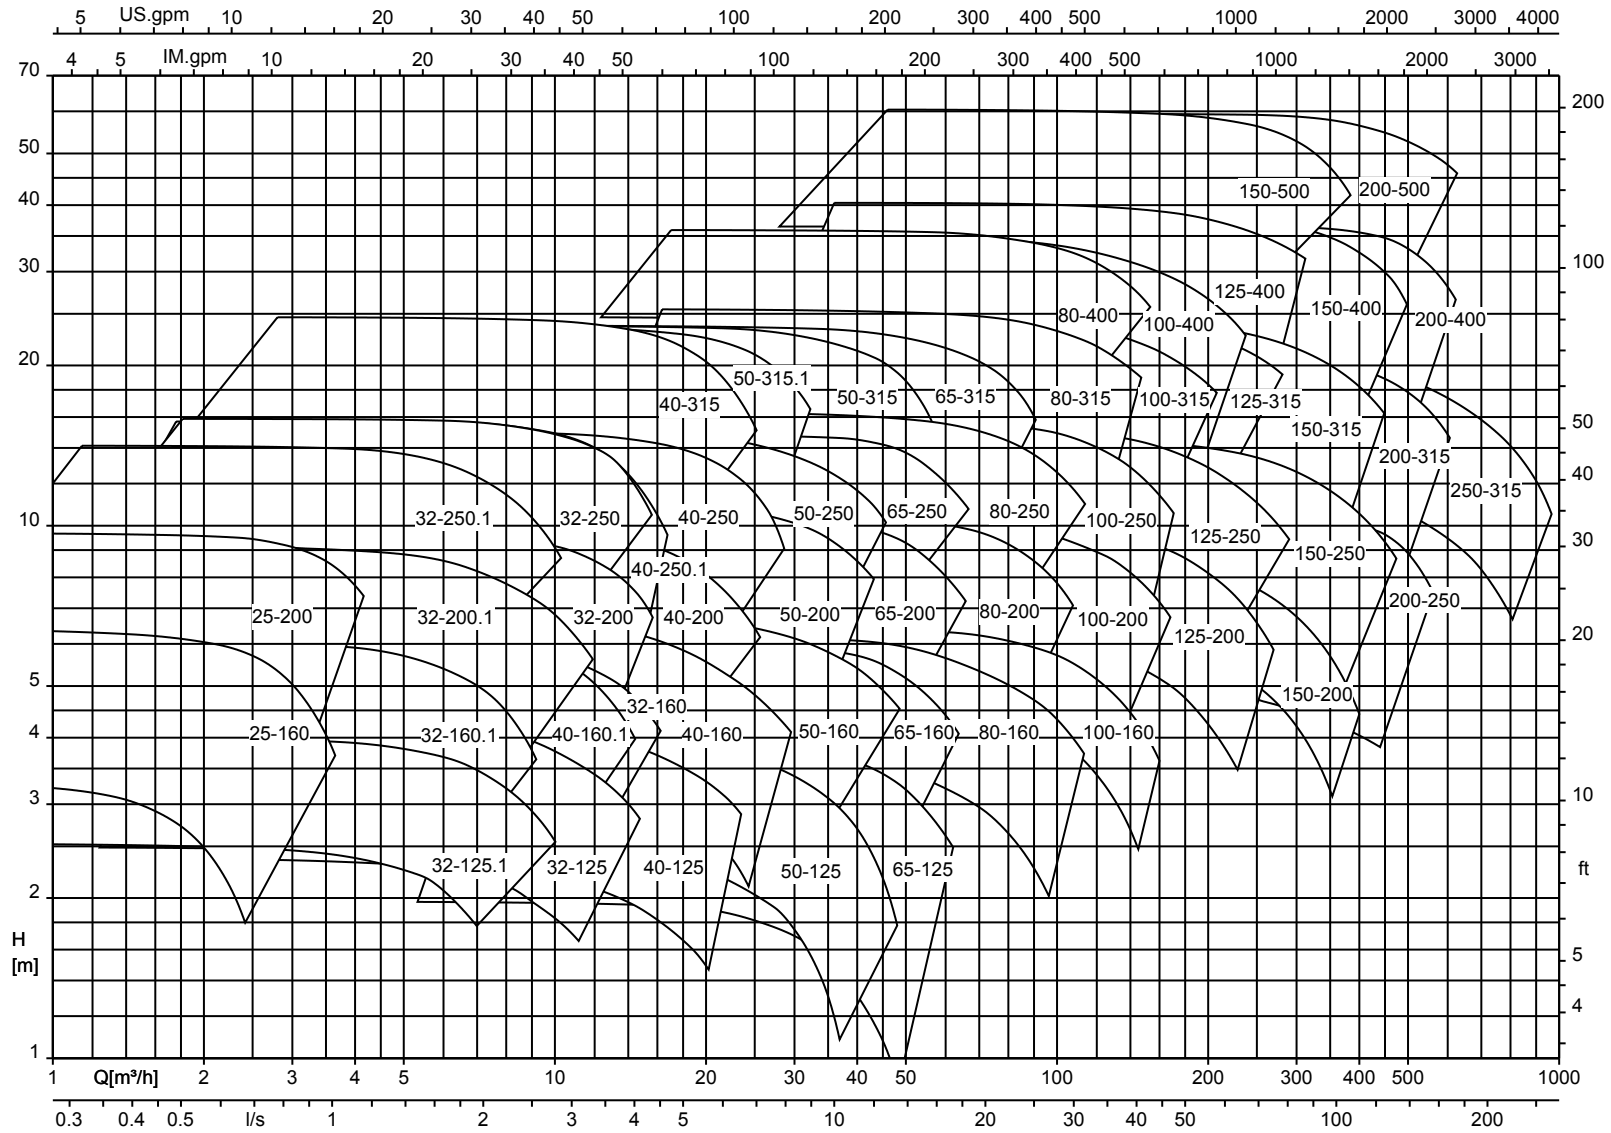 5 US.gpm 10 20 30 40 50 100 200 300 400 500 1000 2000 3000 4000
4 5 IM.gpm 10 20 30 40 50 100 200 300 400 500 1000 2000 3000
70
200
50
150-500 200-500
40
30 100
125-400
150-400
80-400 100-400 200-400
20
50-315.1
40-315 50-315 65-315 80-315 100-315 125-315
50
150-315
200-315
40
250-315
10 32-250.1 32-250 40-250 50-250 65-250 80-250 100-250
125-250
30
150-250
40-250.1
200-250
25-200 32-200.1 32-200 40-200 50-200 65-200 80-200 100-200
125-200
20
5
150-200
32-160
4 25-160 32-160.1 40-160.1 40-160 50-160 65-160 80-160 100-160
3 10
32-125.1 32-125 40-125 50-125 65-125 ft
2
H
[m] 5
4
1
1 Q[m³/h] 2 3 4 5 10 20 30 40 50 100 200 300 400 500 1000
0.3 0.4 0.5 l/s 1 2 3 4 5 10 20 30 40 50 100 200